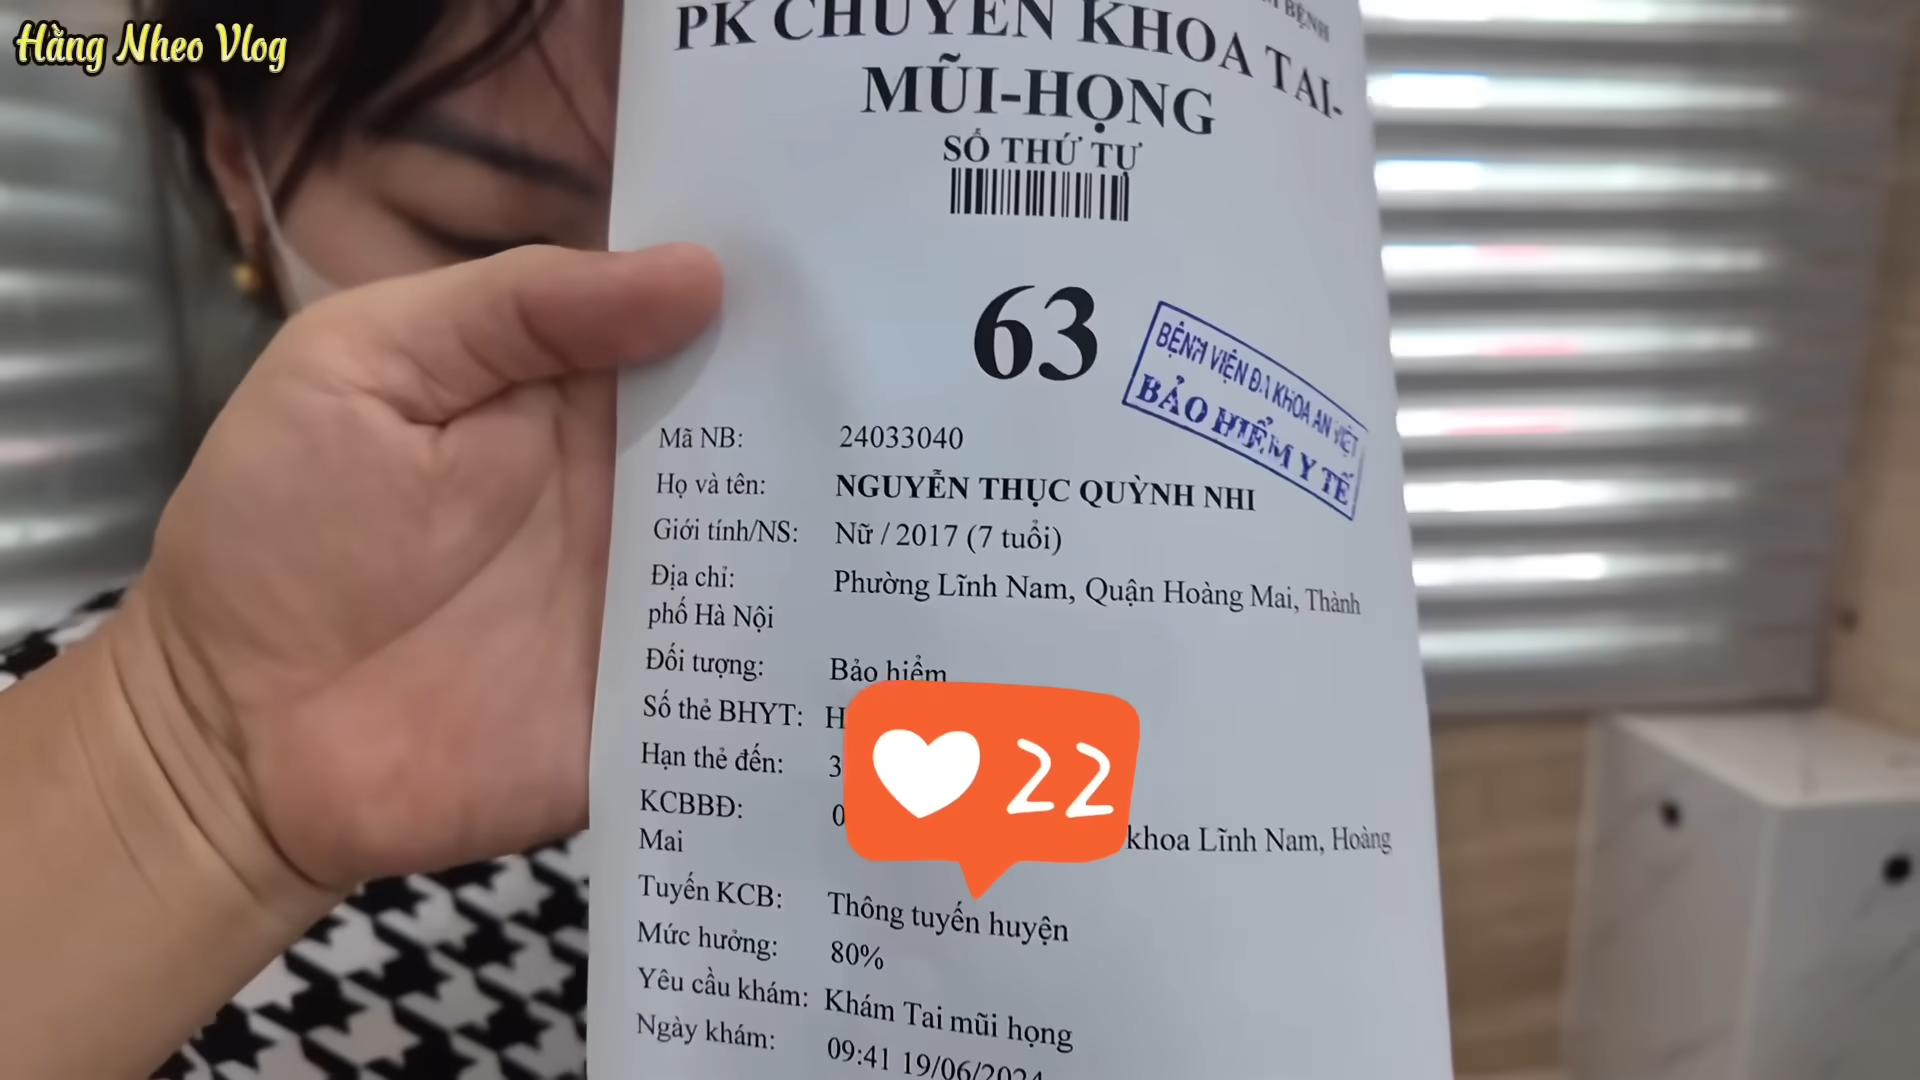 Hằng Nheo Vlog
BỆNH
PK CHUYÊN KHOA TAI-
MŨI-HỌNG
SỐ THỨ TỰ
63
BỆNH VIỆN ĐA KHOA AN VIỆT
BẢO HIỂM Y TẾ
Mã NB: 24033040
Họ và tên: NGUYỄN THỤC QUỲNH NHI
Giới tính/NS: Nữ / 2017 (7 tuổi)
Địa chỉ: Phường Lĩnh Nam, Quận Hoàng Mai, Thành
phố Hà Nội
Đối tượng: Bảo hiểm
Số thẻ BHYT: H
Hạn thẻ đến: 3
22
KCBBĐ: 0 khoa Lĩnh Nam, Hoàng
Mai
Tuyến KCB: Thông tuyến huyện
Mức hưởng: 80%
Yêu cầu khám: Khám Tai mũi họng
Ngày khám: 09:41 19/06/2024